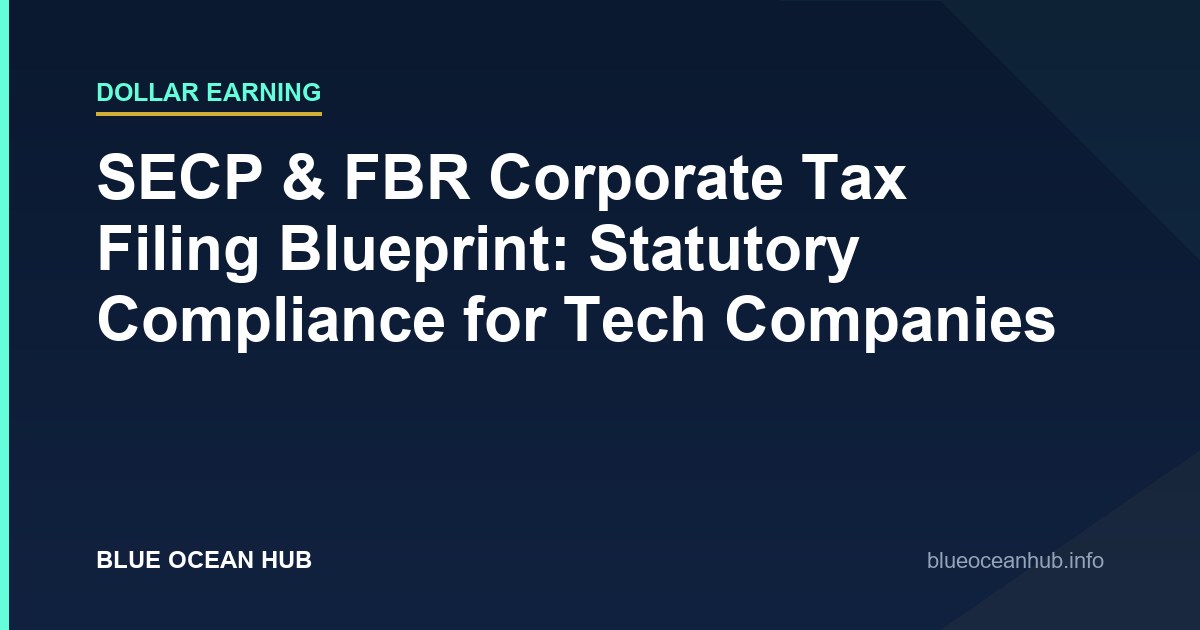 DOLLAR EARNING
SECP & FBR Corporate Tax
Filing Blueprint: Statutory
Compliance for Tech Companies
BLUE OCEAN HUB
blueoceanhub.info